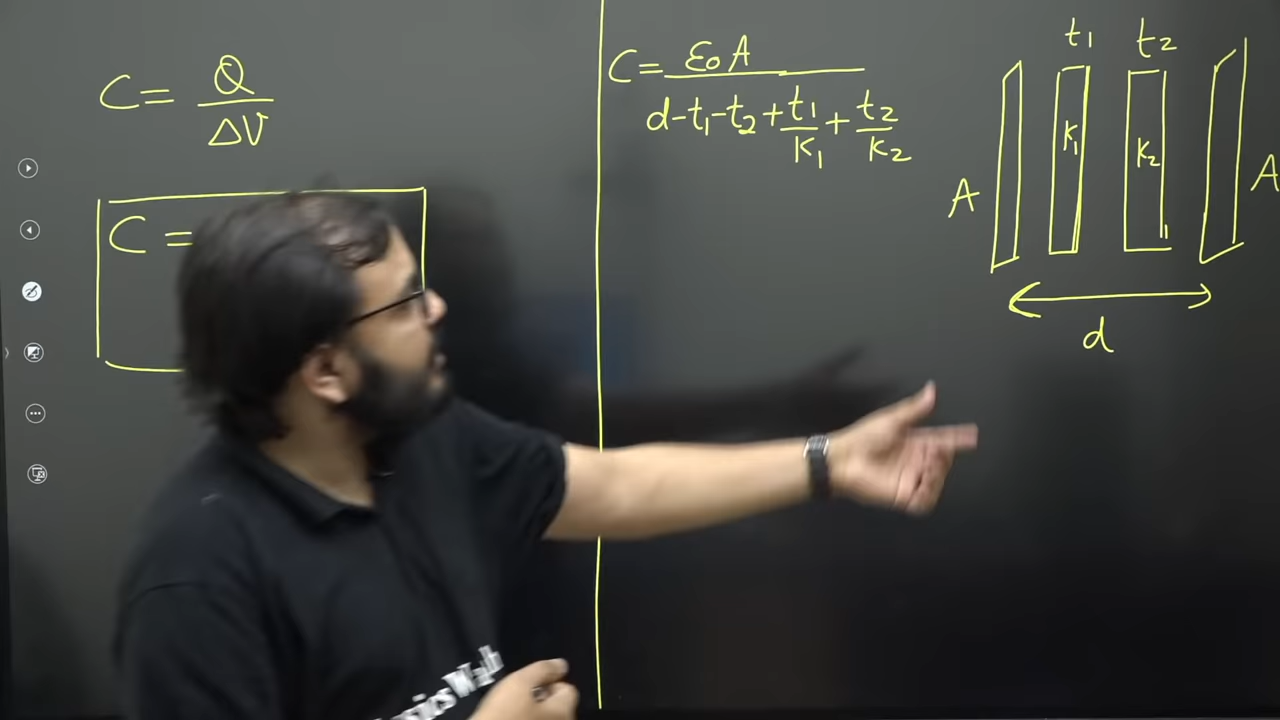 C = Q/ΔV
C =
C = ε₀A/(d-t₁-t₂+t₁/K₁+t₂/K₂)
t₁ t₂
K₁ K₂
A A
d